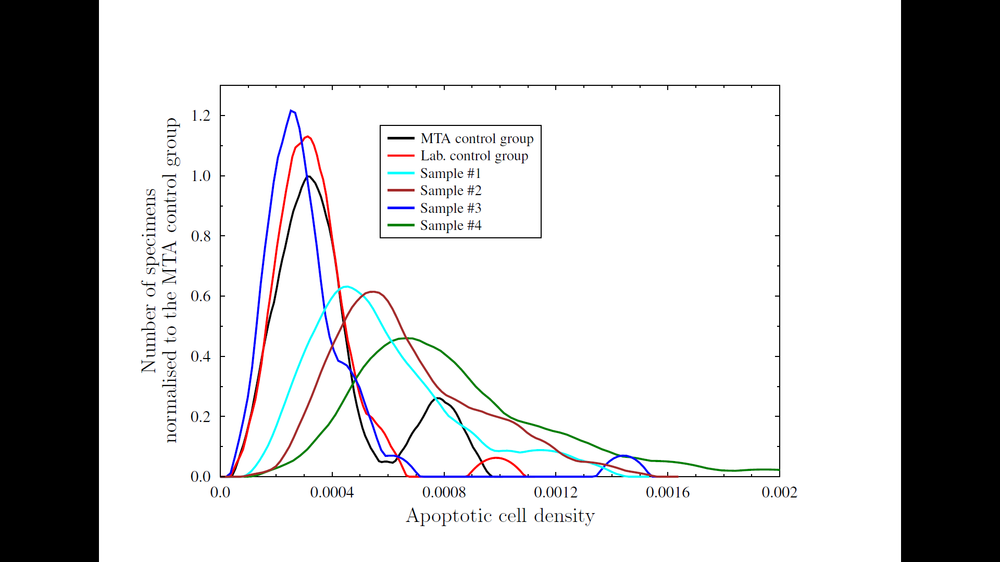 Number of specimens
normalised to the MTA control group
1.2
1.0
0.8
0.6
0.4
0.2
0.0
MTA control group
Lab. control group
Sample #1
Sample #2
Sample #3
Sample #4
0.0 0.0004 0.0008 0.0012 0.0016 0.002
Apoptotic cell density